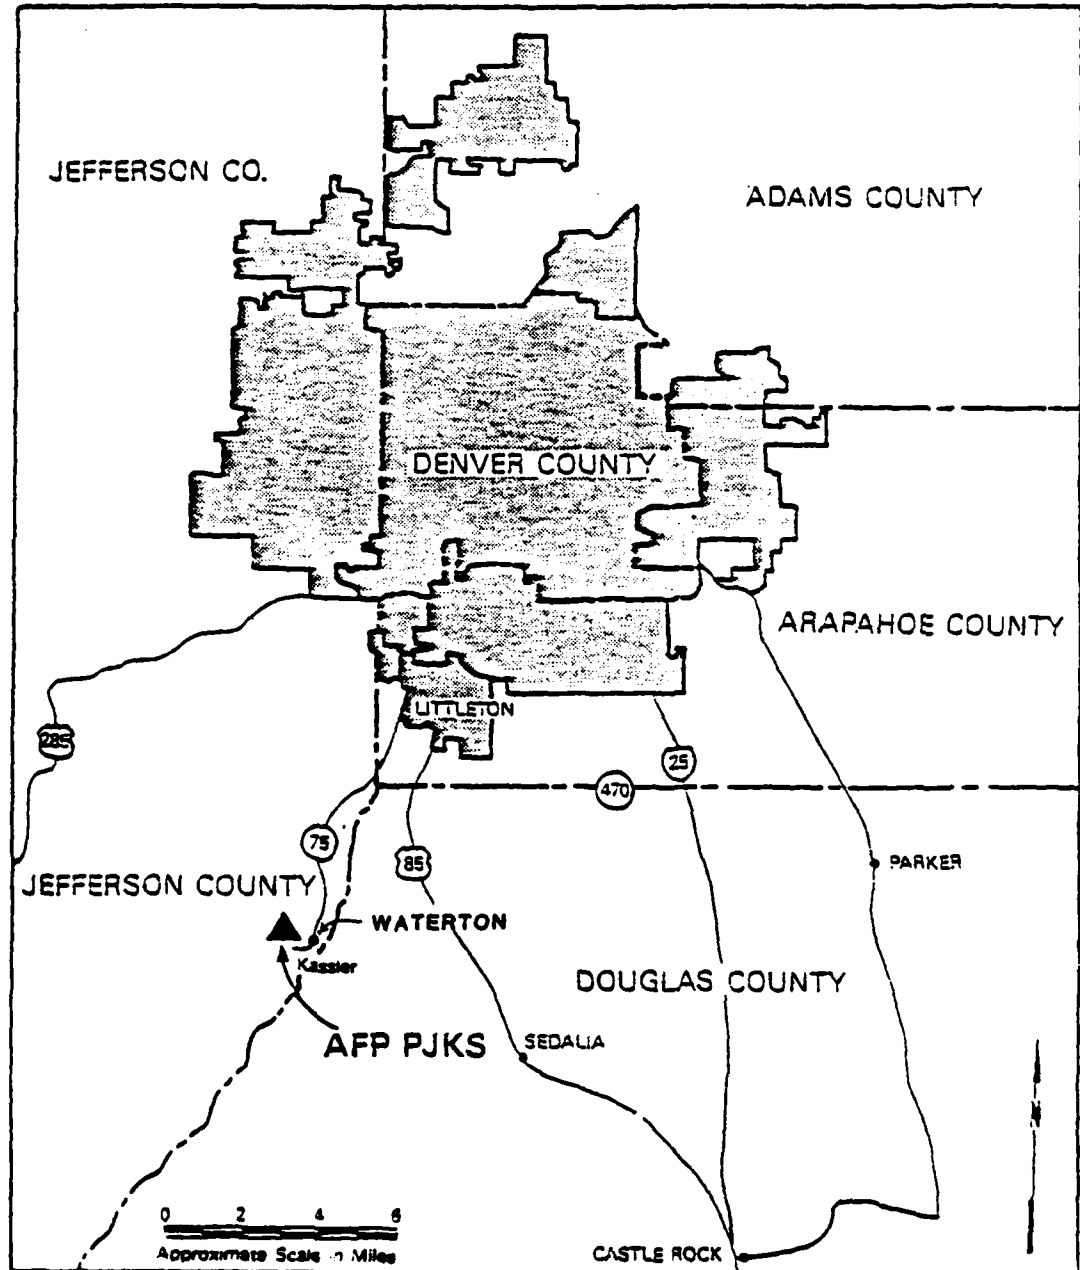 JEFFERSON CO.
ADAMS COUNTY
DENVER COUNTY
ARAPAHOE COUNTY
LITTLETON
285
25
470
75
85
PARKER
JEFFERSON COUNTY
WATERTON
Kassler
DOUGLAS COUNTY
AFP PJKS
SEDALIA
N
0 2 4 6
Approximate Scale in Miles
CASTLE ROCK